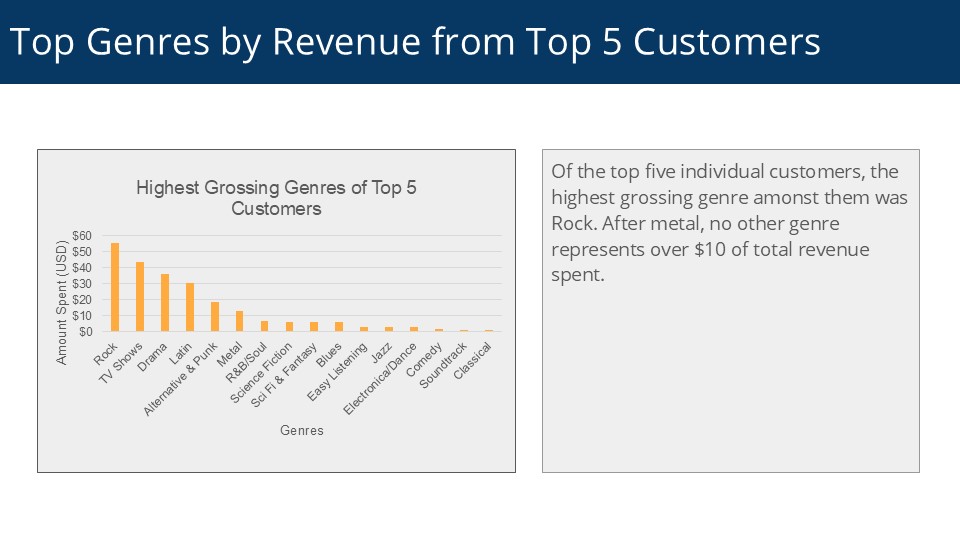 Top Genres by Revenue from Top 5 Customers
Highest Grossing Genres of Top 5
Customers
Amount Spent (USD)
$60
$50
$40
$30
$20
$10
$0
Rock
TV Shows
Drama
Latin
Alternative & Punk
Metal
R&B/Soul
Science Fiction
Sci Fi & Fantasy
Blues
Easy Listening
Jazz
Electronica/Dance
Comedy
Soundtrack
Classical
Genres
Of the top five individual customers, the
highest grossing genre amonst them was
Rock. After metal, no other genre
represents over $10 of total revenue
spent.